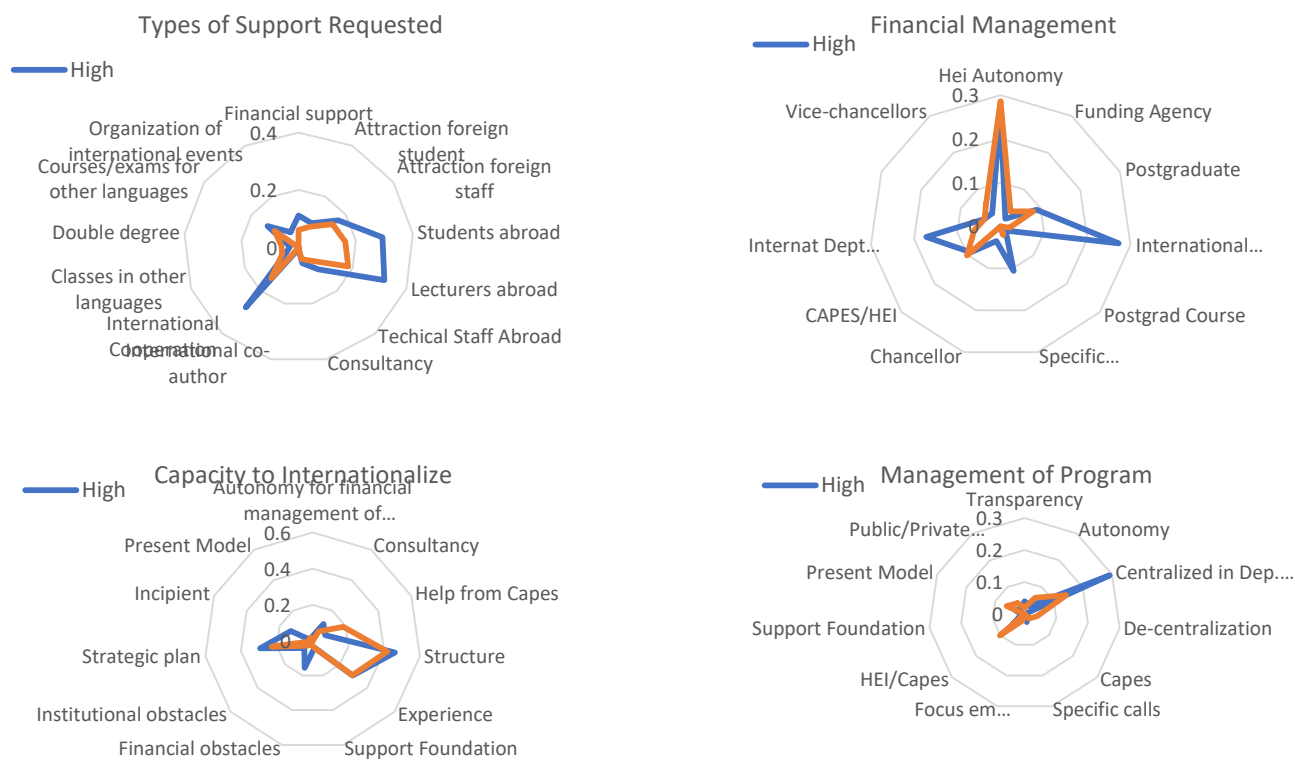 Types of Support Requested
High
Financial support
Attraction foreign
student
Attraction foreign
staff
Students abroad
Lecturers abroad
Techical Staff Abroad
Consultancy
International co-
author
International
Cooperation
Classes in other
languages
Double degree
Courses/exams for
other languages
Organization of
international events
0.4
0.2
0
Financial Management
High
Hei Autonomy
Funding Agency
Postgraduate
International...
Postgrad Course
Specific...
Chancellor
CAPES/HEI
Internat Dept...
Vice-chancellors
0.3
0.2
0.1
0
Capacity to Internationalize
High
Autonomy for financial
management of...
Consultancy
Help from Capes
Structure
Experience
Support Foundation
Financial obstacles
Institutional obstacles
Strategic plan
Incipient
Present Model
0.6
0.4
0.2
0
Management of Program
High
Transparency
Autonomy
Centralized in Dep....
De-centralization
Capes
Specific calls
Focus em...
HEI/Capes
Support Foundation
Present Model
Public/Private...
0.3
0.2
0.1
0